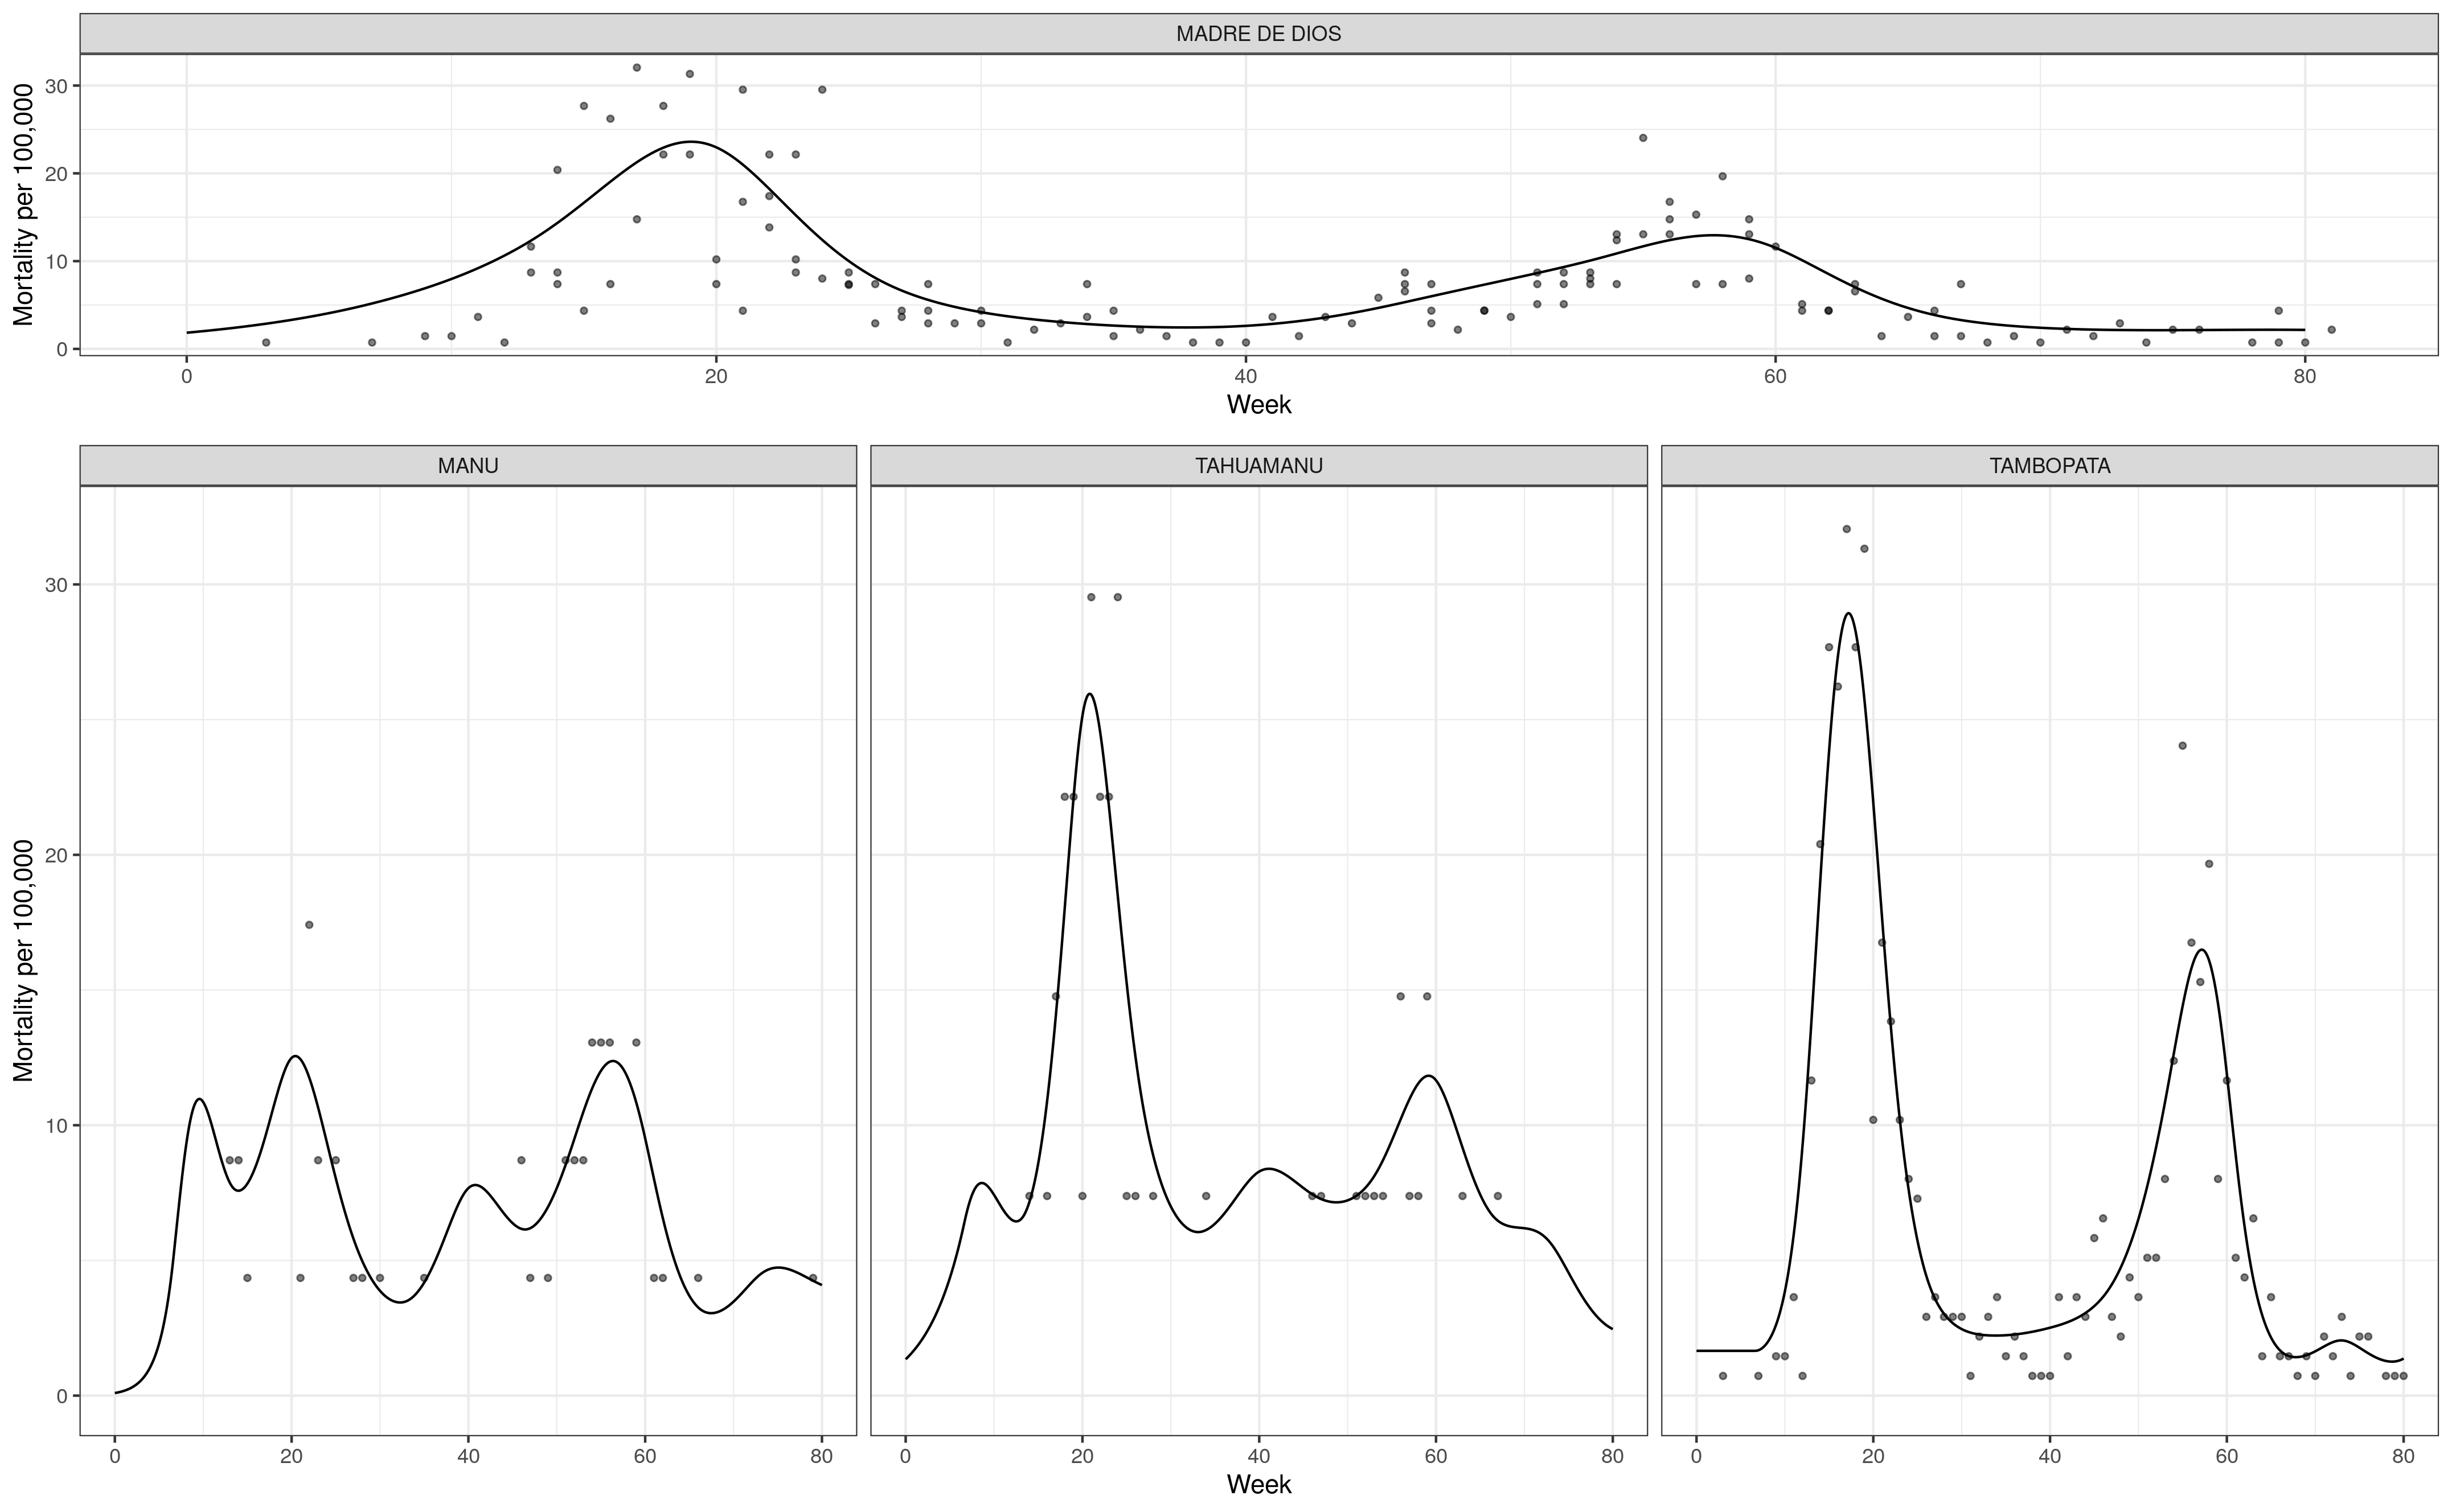 MADRE DE DIOS
Mortality per 100,000
30
20
10
0
0 20 40 60 80
Week
MANU TAHUAMANU TAMBOPATA
Mortality per 100,000
30
20
10
0
0 20 40 60 80 0 20 40 60 80 0 20 40 60 80
Week